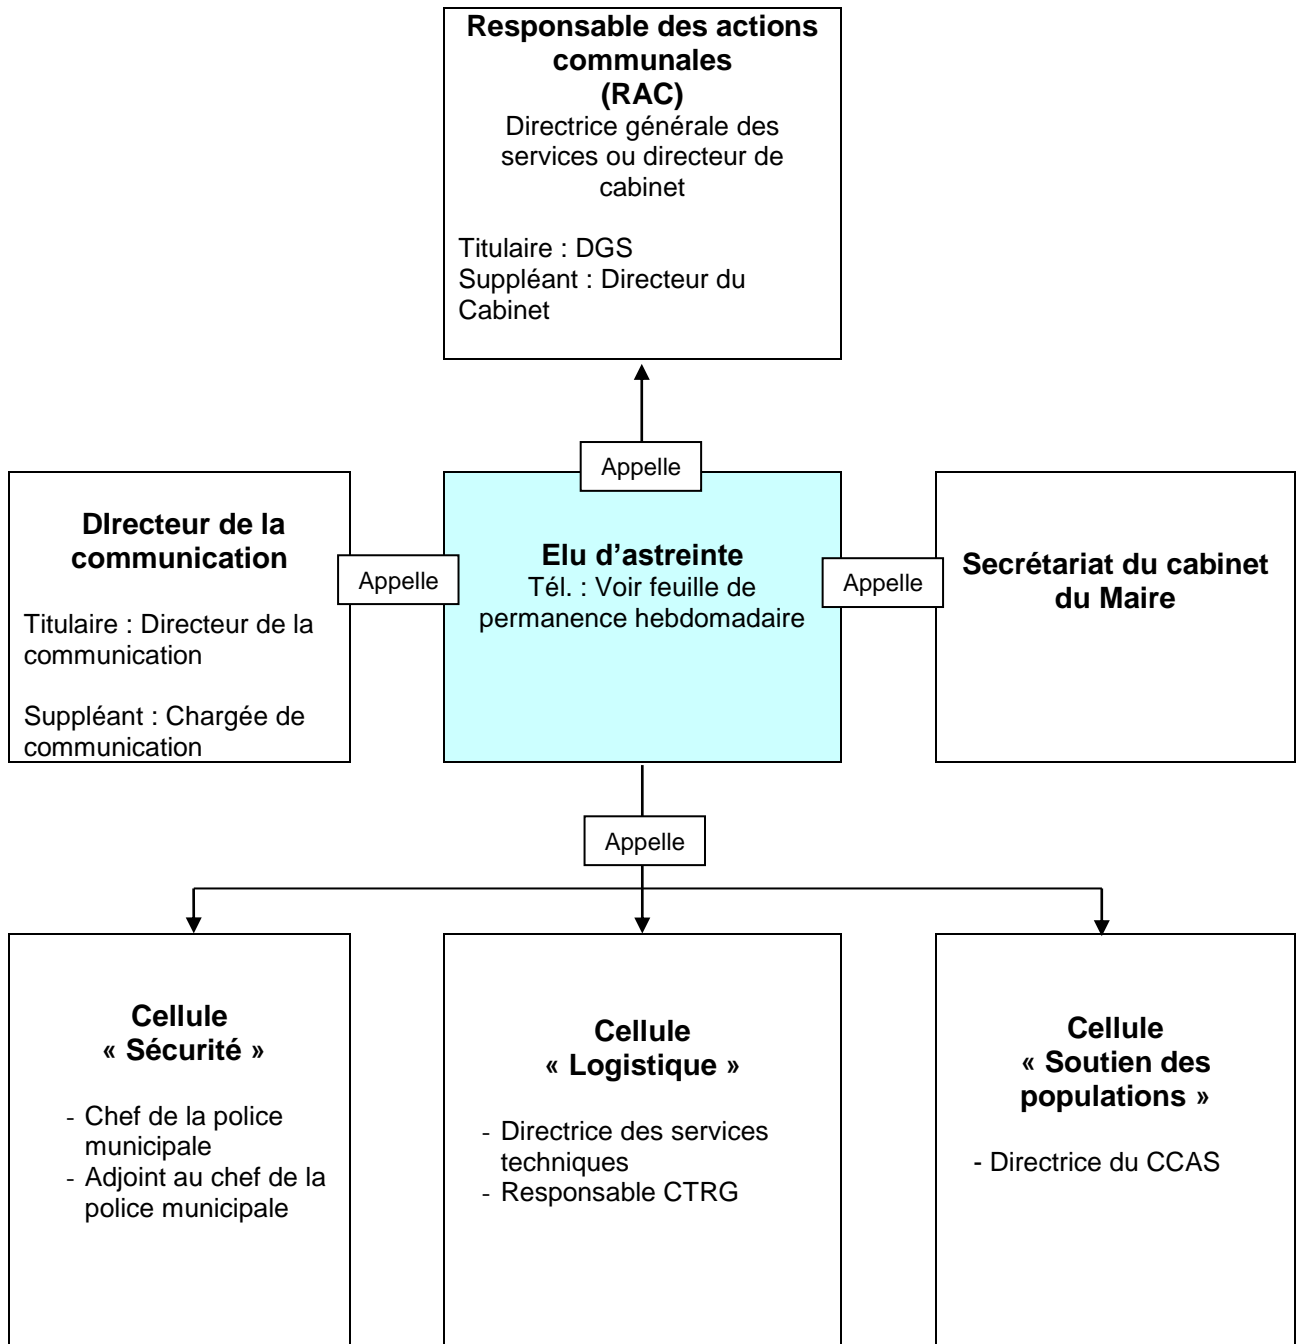 Responsable des actions
communales
(RAC)
Directrice générale des
services ou directeur de
cabinet
Titulaire : DGS
Suppléant : Directeur du
Cabinet
Appelle
DIrecteur de la
communication
Titulaire : Directeur de la
communication
Suppléant : Chargée de
communication
Appelle
Elu d’astreinte
Tél. : Voir feuille de
permanence hebdomadaire
Appelle
Secrétariat du cabinet
du Maire
Appelle
Cellule
« Sécurité »
- Chef de la police
municipale
- Adjoint au chef de la
police municipale
Cellule
« Logistique »
- Directrice des services
techniques
- Responsable CTRG
Cellule
« Soutien des
populations »
- Directrice du CCAS